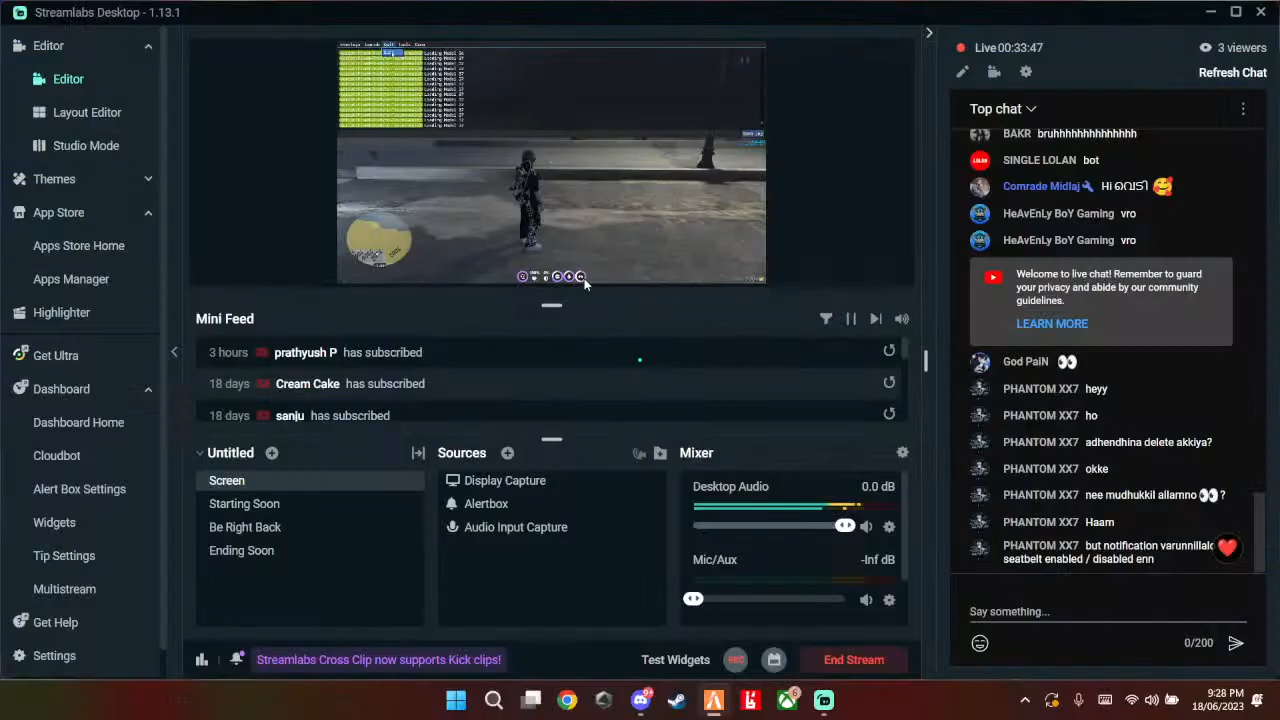 Streamlabs Desktop - 1.13.1
Editor
Editor
Layout Editor
Studio Mode
Themes
App Store
Apps Store Home
Apps Manager
Highlighter
Get Ultra
Dashboard
Dashboard Home
Cloudbot
Alert Box Settings
Widgets
Tip Settings
Multistream
Get Help
Settings
Mini Feed
3 hours prathyush P has subscribed
18 days Cream Cake has subscribed
18 days sanju has subscribed
Untitled
Screen
Starting Soon
Be Right Back
Ending Soon
Sources
Display Capture
Alertbox
Audio Input Capture
Mixer
Desktop Audio 0.0 dB
Mic/Aux -Inf dB
Streamlabs Cross Clip now supports Kick clips!
Test Widgets
REC
End Stream
Live 00:33:47
3 viewers
Refresh Chat
Top chat
BAKR bruhhhhhhhhhhhhhh
LOLAN SINGLE LOLAN bot
Comrade Midlaj Hi വെടി 🥰
HeAvEnLy BoY Gaming vro
HeAvEnLy BoY Gaming vro
Welcome to live chat! Remember to guard
your privacy and abide by our community
guidelines.
LEARN MORE
God PaiN 👀
PHANTOM XX7 heyy
PHANTOM XX7 ho
PHANTOM XX7 adhendhina delete akkiya?
PHANTOM XX7 okke
PHANTOM XX7 nee mudhukkil allamno 👀 ?
PHANTOM XX7 Haam
PHANTOM XX7 but notification varunnillalo
seatbelt enabled / disabled enn
Say something...
0/200
9+
6
9:28 PM
18/06/2023